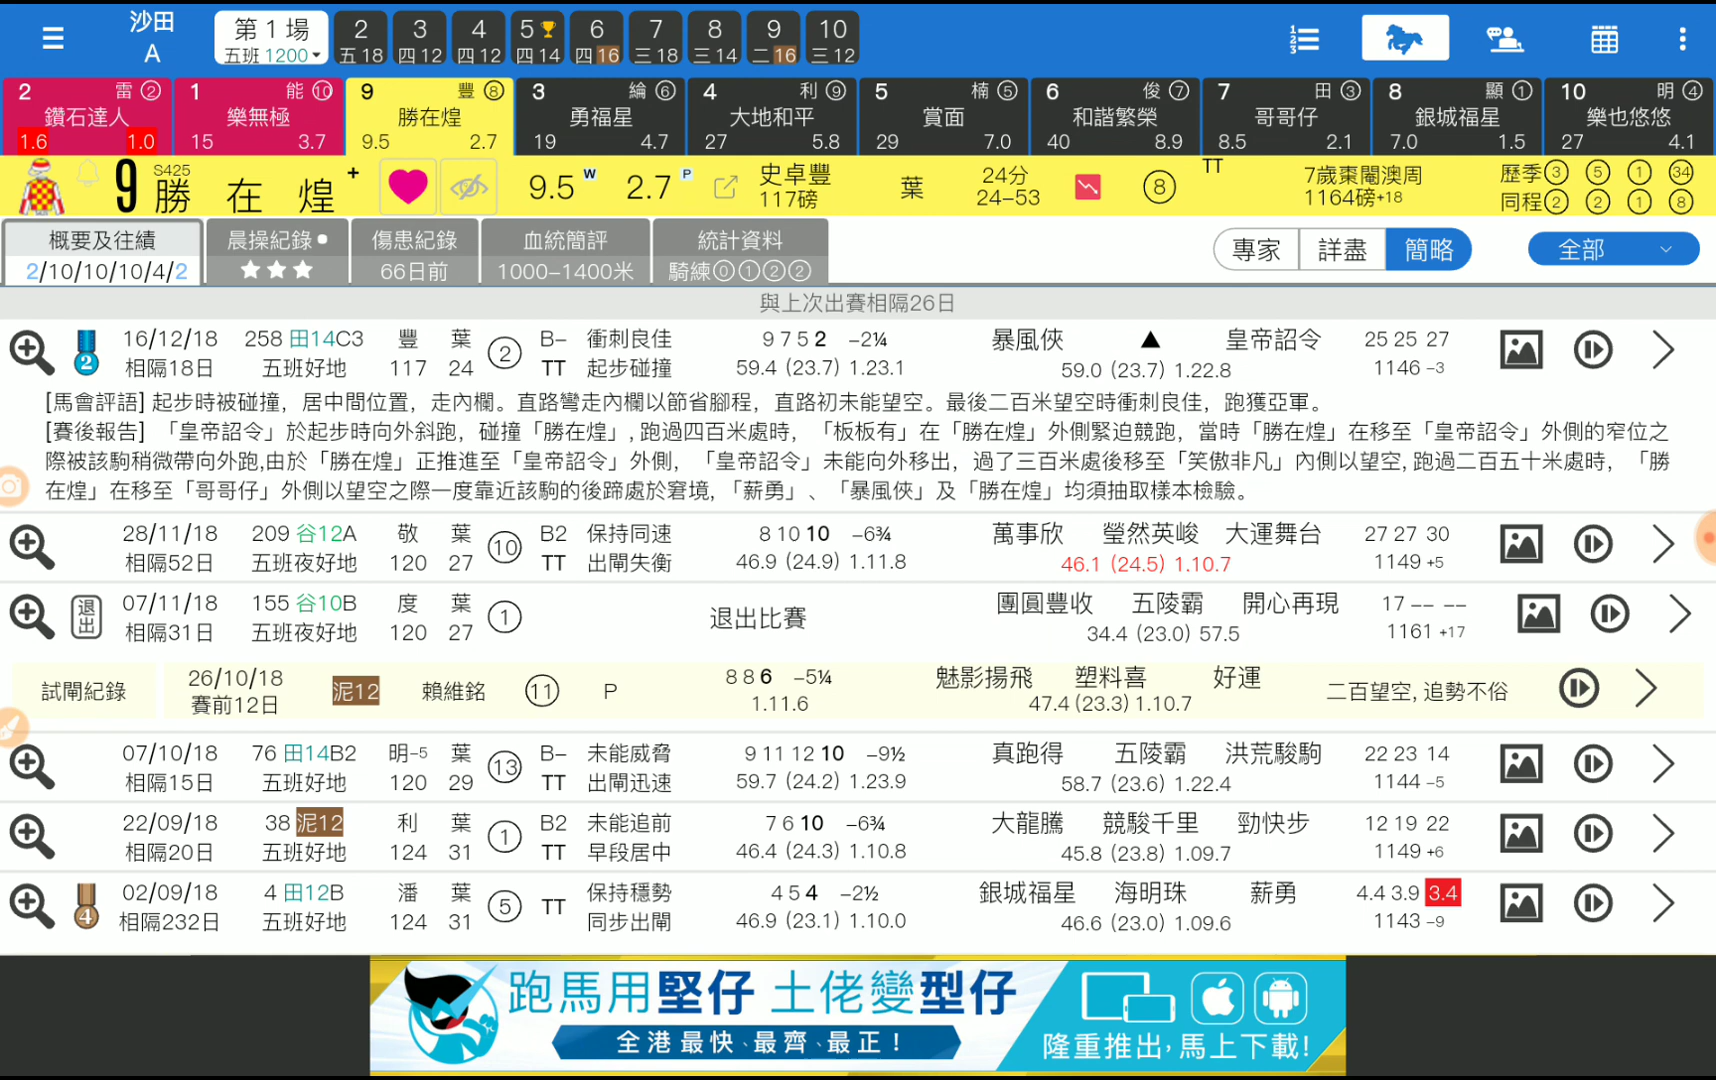 沙田
A
第 1 場
五班 1200
2
五 18
3
四 12
4
四 12
5
四 14
6
四 16
7
三 18
8
三 14
9
二 16
10
三 12
2 雷 ②
鑽石達人
1.6 1.0
1 能 ⑩
樂無極
15 3.7
9 豐 ⑧
勝在煌
9.5 2.7
3 綸 ⑥
勇福星
19 4.7
4 利 ⑨
大地和平
27 5.8
5 楠 ⑤
賞面
29 7.0
6 俊 ⑦
和諧繁榮
40 8.9
7 田 ③
哥哥仔
8.5 2.1
8 顯 ①
銀城福星
7.0 1.5
10 明 ④
樂也悠悠
27 4.1
9 S425
勝 在 煌 +
9.5 W 2.7 P
史卓豐
117磅
葉
24分
24-53
⑧
TT
7歲棗閹澳周
1164磅+18
歷季 ③ ⑤ ① ㉞
同程 ② ② ① ⑧
概要及往績
2/10/10/10/4/2
晨操紀錄 ●
★★★
傷患紀錄
66日前
血統簡評
1000-1400米
統計資料
騎練⓪①②②
專家 詳盡 簡略
全部
與上次出賽相隔26日
2 16/12/18 258 田14C3 豐 葉 ② B- 衝刺良佳 9 7 5 2 -2¼ 暴風俠 ▲ 皇帝詔令 25 25 27
相隔18日 五班好地 117 24 TT 起步碰撞 59.4 (23.7) 1.23.1 59.0 (23.7) 1.22.8 1146 -3
[馬會評語] 起步時被碰撞，居中間位置，走內欄。直路彎走內欄以節省腳程，直路初未能望空。最後二百米望空時衝刺良佳，跑獲亞軍。
[賽後報告] 「皇帝詔令」於起步時向外斜跑，碰撞「勝在煌」, 跑過四百米處時，「板板有」在「勝在煌」外側緊迫競跑，當時「勝在煌」在移至「皇帝詔令」外側的窄位之
際被該駒稍微帶向外跑,由於「勝在煌」正推進至「皇帝詔令」外側，「皇帝詔令」未能向外移出，過了三百米處後移至「笑傲非凡」內側以望空, 跑過二百五十米處時，「勝
在煌」在移至「哥哥仔」外側以望空之際一度靠近該駒的後蹄處於窘境,「薪勇」、「暴風俠」及「勝在煌」均須抽取樣本檢驗。
28/11/18 209 谷12A 敬 葉 ⑩ B2 保持同速 8 10 10 -6¾ 萬事欣 瑩然英峻 大運舞台 27 27 30
相隔52日 五班夜好地 120 27 TT 出閘失衡 46.9 (24.9) 1.11.8 46.1 (24.5) 1.10.7 1149 +5
退出 07/11/18 155 谷10B 度 葉 ① 退出比賽 團圓豐收 五陵霸 開心再現 17 -- --
相隔31日 五班夜好地 120 27 34.4 (23.0) 57.5 1161 +17
試閘紀錄 26/10/18 泥12 賴維銘 ⑪ P 8 8 6 -5¼ 魅影揚飛 塑料喜 好運 二百望空, 追勢不俗
賽前12日 1.11.6 47.4 (23.3) 1.10.7
07/10/18 76 田14B2 明-5 葉 ⑬ B- 未能威脅 9 11 12 10 -9½ 真跑得 五陵霸 洪荒駿駒 22 23 14
相隔15日 五班好地 120 29 TT 出閘迅速 59.7 (24.2) 1.23.9 58.7 (23.6) 1.22.4 1144 -5
22/09/18 38 泥12 利 葉 ① B2 未能追前 7 6 10 -6¾ 大龍騰 競駿千里 勁快步 12 19 22
相隔20日 五班好地 124 31 TT 早段居中 46.4 (24.3) 1.10.8 45.8 (23.8) 1.09.7 1149 +6
4 02/09/18 4 田12B 潘 葉 ⑤ TT 保持穩勢 4 5 4 -2½ 銀城福星 海明珠 薪勇 4.4 3.9 3.4
相隔232日 五班好地 124 31 同步出閘 46.9 (23.1) 1.10.0 46.6 (23.0) 1.09.6 1143 -9
跑馬用堅仔 土佬變型仔
全港最快、最齊、最正！
隆重推出，馬上下載！